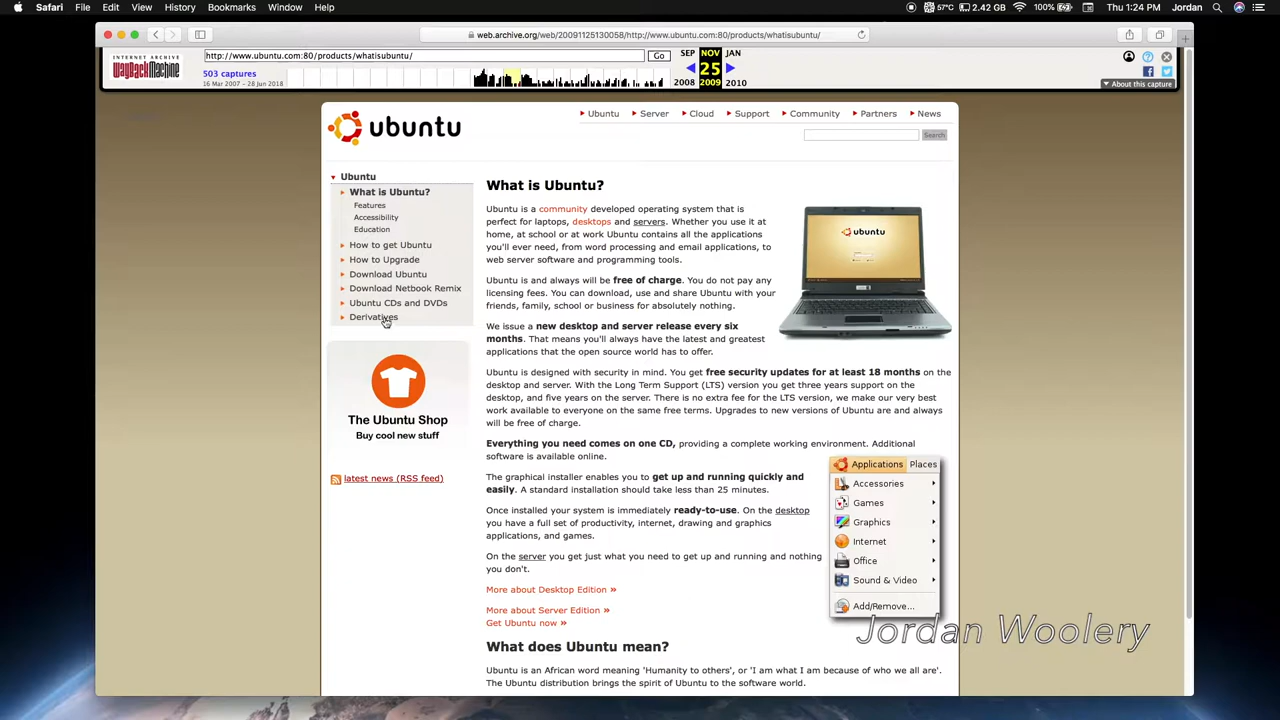 Safari File Edit View History Bookmarks Window Help 57°C 2.42 GB 100% Thu 1:24 PM Jordan
web.archive.org/web/20091125130058/http://www.ubuntu.com:80/products/whatisubuntu/
INTERNET ARCHIVE
WayBackMachine
http://www.ubuntu.com:80/products/whatisubuntu/ Go
503 captures
16 Mar 2007 – 28 Jun 2018
SEP NOV JAN
25
2008 2009 2010
About this capture
ubuntu
Ubuntu Server Cloud Support Community Partners News
Search
Ubuntu
What is Ubuntu?
Features
Accessibility
Education
How to get Ubuntu
How to Upgrade
Download Ubuntu
Download Netbook Remix
Ubuntu CDs and DVDs
Derivatives
The Ubuntu Shop
Buy cool new stuff
latest news (RSS feed)
What is Ubuntu?
Ubuntu is a community developed operating system that is
perfect for laptops, desktops and servers. Whether you use it at
home, at school or at work Ubuntu contains all the applications
you'll ever need, from word processing and email applications, to
web server software and programming tools.
Ubuntu is and always will be free of charge. You do not pay any
licensing fees. You can download, use and share Ubuntu with your
friends, family, school or business for absolutely nothing.
We issue a new desktop and server release every six
months. That means you'll always have the latest and greatest
applications that the open source world has to offer.
Ubuntu is designed with security in mind. You get free security updates for at least 18 months on the
desktop and server. With the Long Term Support (LTS) version you get three years support on the
desktop, and five years on the server. There is no extra fee for the LTS version, we make our very best
work available to everyone on the same free terms. Upgrades to new versions of Ubuntu are and always
will be free of charge.
Everything you need comes on one CD, providing a complete working environment. Additional
software is available online.
The graphical installer enables you to get up and running quickly and
easily. A standard installation should take less than 25 minutes.
Once installed your system is immediately ready-to-use. On the desktop
you have a full set of productivity, internet, drawing and graphics
applications, and games.
On the server you get just what you need to get up and running and nothing
you don't.
More about Desktop Edition »
More about Server Edition »
Get Ubuntu now »
What does Ubuntu mean?
Ubuntu is an African word meaning 'Humanity to others', or 'I am what I am because of who we all are'.
The Ubuntu distribution brings the spirit of Ubuntu to the software world.
ubuntu
Applications Places
Accessories
Games
Graphics
Internet
Office
Sound & Video
Add/Remove...
Jordan Woolery